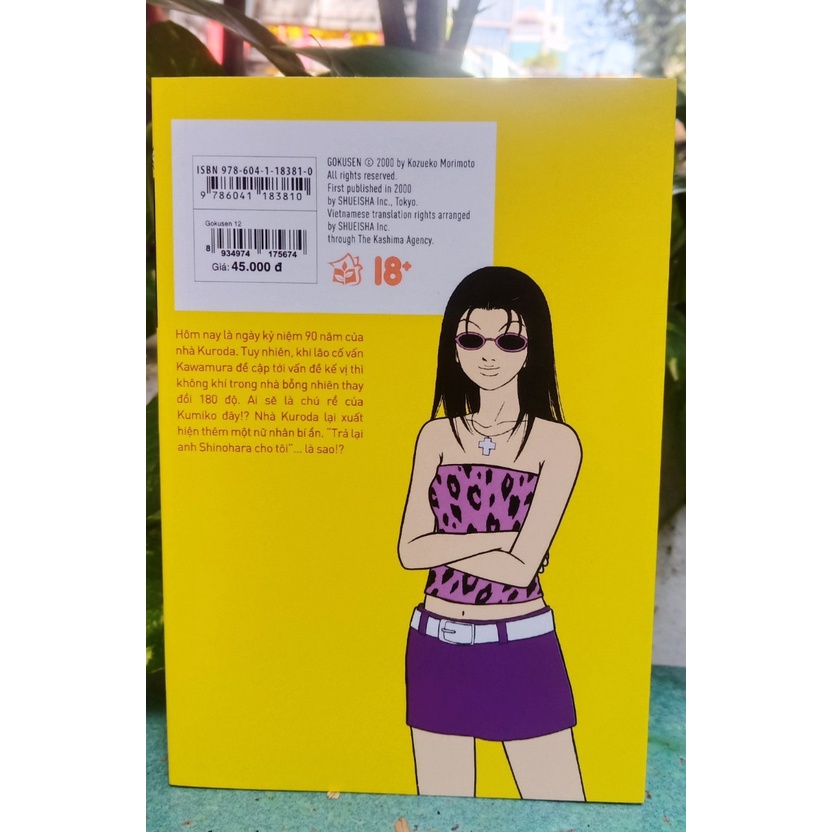 ISBN 978-604-1-18381-0
9 786041 183810
Gokusen 12
8 934974 175674
Giá: 45.000 đ
GOKUSEN © 2000 by Kozueko Morimoto
All rights reserved.
First published in 2000
by SHUEISHA Inc., Tokyo.
Vietnamese translation rights arranged
by SHUEISHA Inc.
through The Kashima Agency.
18+
Hôm nay là ngày kỷ niệm 90 năm của
nhà Kuroda. Tuy nhiên, khi lão cố vấn
Kawamura đề cập tới vấn đề kế vị thì
không khí trong nhà bỗng nhiên thay
đổi 180 độ. Ai sẽ là chú rể của
Kumiko đây!? Nhà Kuroda lại xuất
hiện thêm một nữ nhân bí ẩn. "Trả lại
anh Shinohara cho tôi"... là sao!?